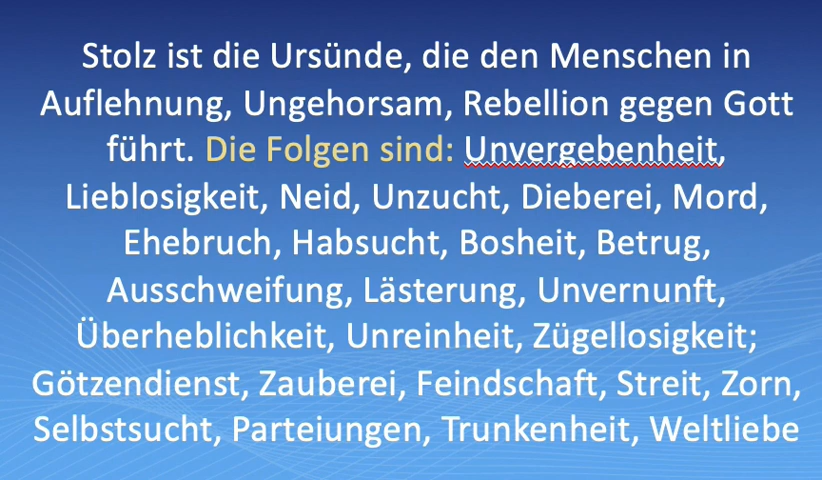 Stolz ist die Ursünde, die den Menschen in
Auflehnung, Ungehorsam, Rebellion gegen Gott
führt. Die Folgen sind: Unvergebenheit,
Lieblosigkeit, Neid, Unzucht, Dieberei, Mord,
Ehebruch, Habsucht, Bosheit, Betrug,
Ausschweifung, Lästerung, Unvernunft,
Überheblichkeit, Unreinheit, Zügellosigkeit;
Götzendienst, Zauberei, Feindschaft, Streit, Zorn,
Selbstsucht, Parteiungen, Trunkenheit, Weltliebe